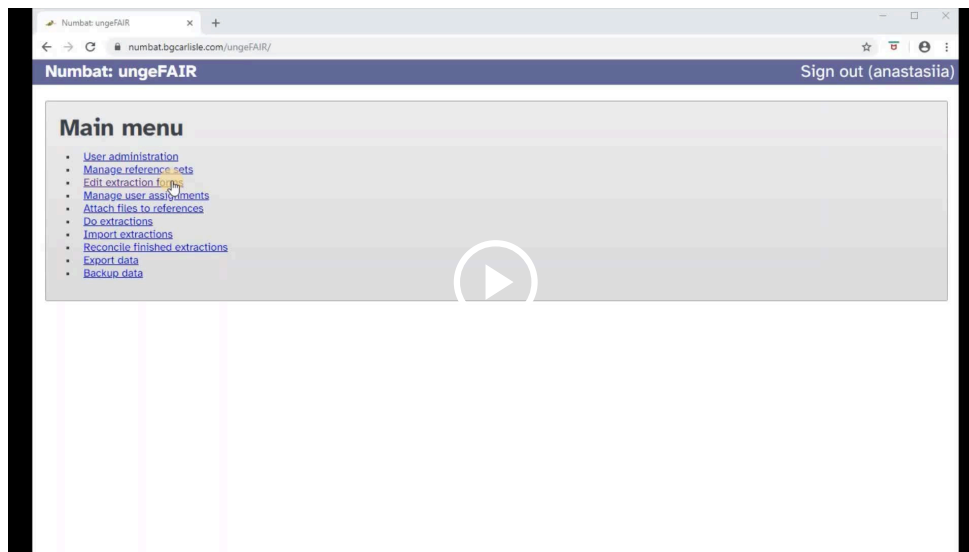 Numbat: ungeFAIR
numbat.bgcarlisle.com/ungeFAIR/
Numbat: ungeFAIR
Sign out (anastasiia)
Main menu
User administration
Manage reference sets
Edit extraction forms
Manage user assignments
Attach files to references
Do extractions
Import extractions
Reconcile finished extractions
Export data
Backup data